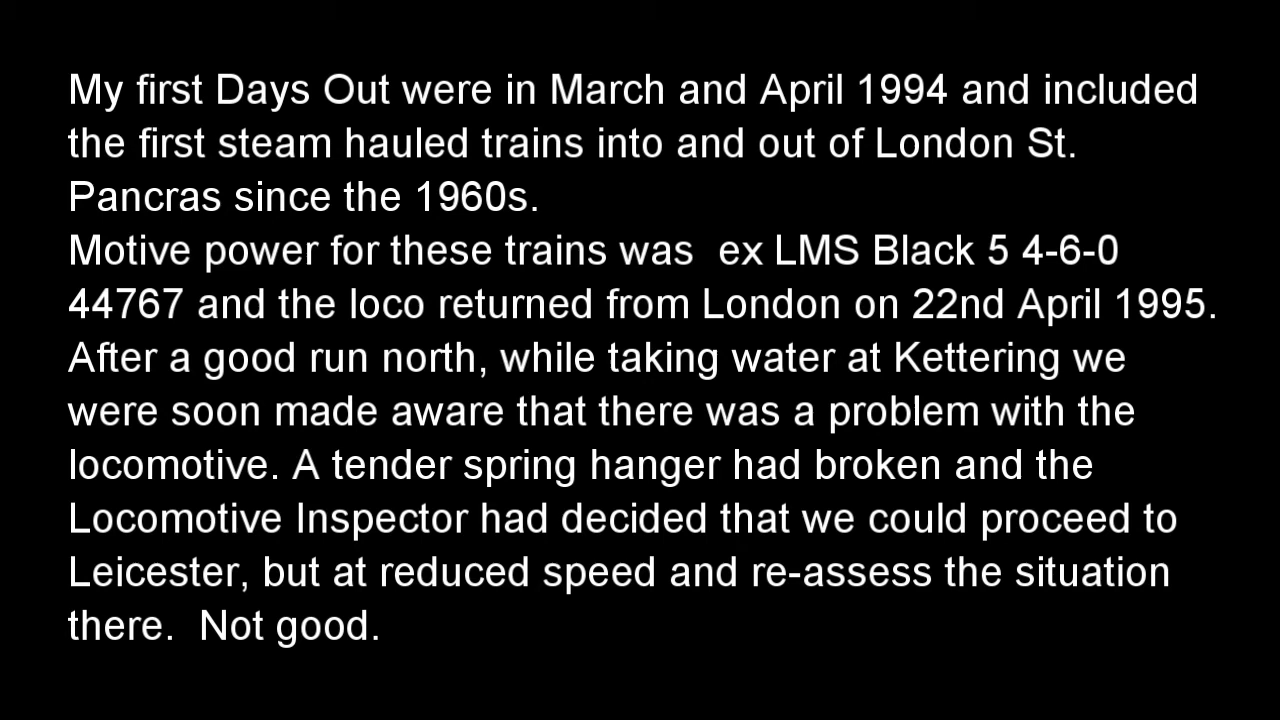 My first Days Out were in March and April 1994 and included
the first steam hauled trains into and out of London St.
Pancras since the 1960s.
Motive power for these trains was  ex LMS Black 5 4-6-0
44767 and the loco returned from London on 22nd April 1995.
After a good run north, while taking water at Kettering we
were soon made aware that there was a problem with the
locomotive. A tender spring hanger had broken and the
Locomotive Inspector had decided that we could proceed to
Leicester, but at reduced speed and re-assess the situation
there.  Not good.